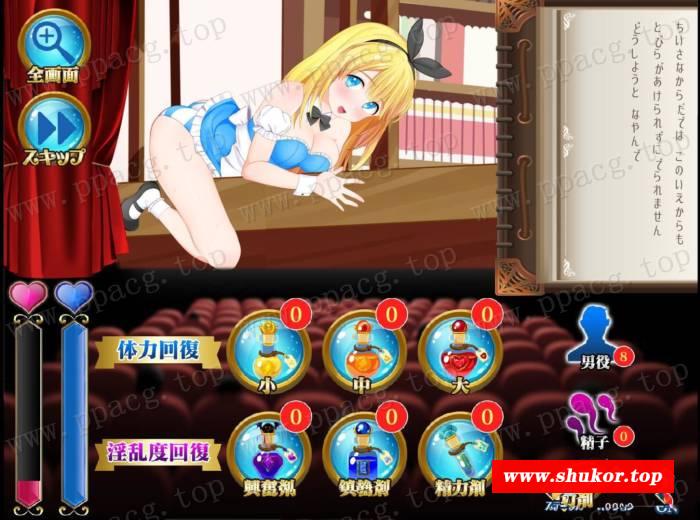 全画面
スキップ
ちいさなからだでは このいえからも
とびらがあけられずに でられません
どうしようと なやんで
体力回復
0
0
0
小
中
大
男役
8
淫乱度回復
0
0
0
興奮剤
鎮静剤
精力剤
精子
0
www.shukor.top
ON
www.ppacg.top